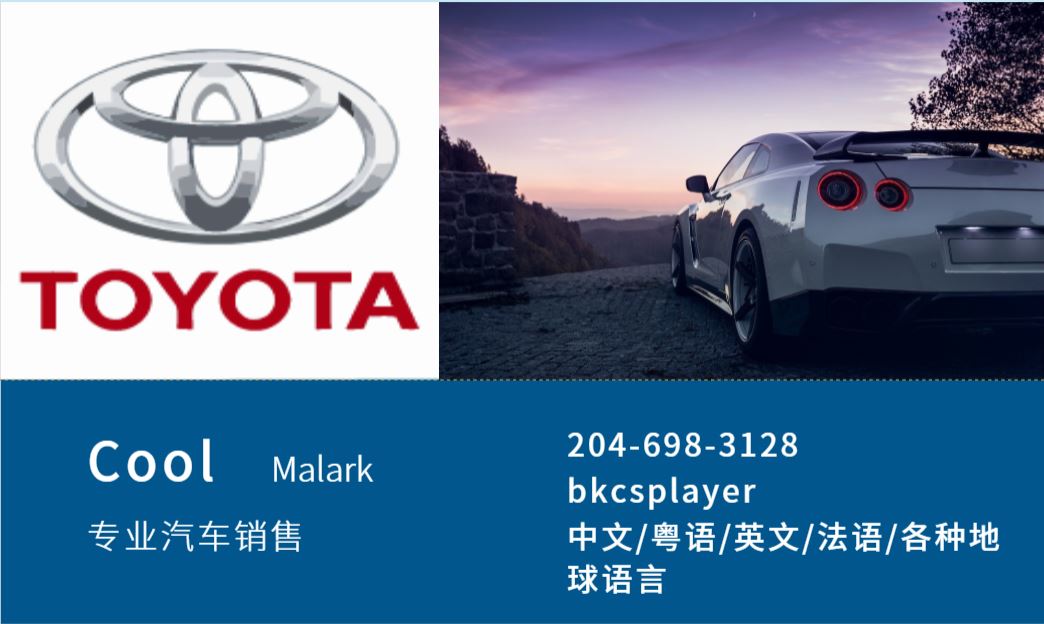 TOYOTA
Cool Malark
专业汽车销售
204-698-3128
bkcsplayer
中文/粤语/英文/法语/各种地
球语言